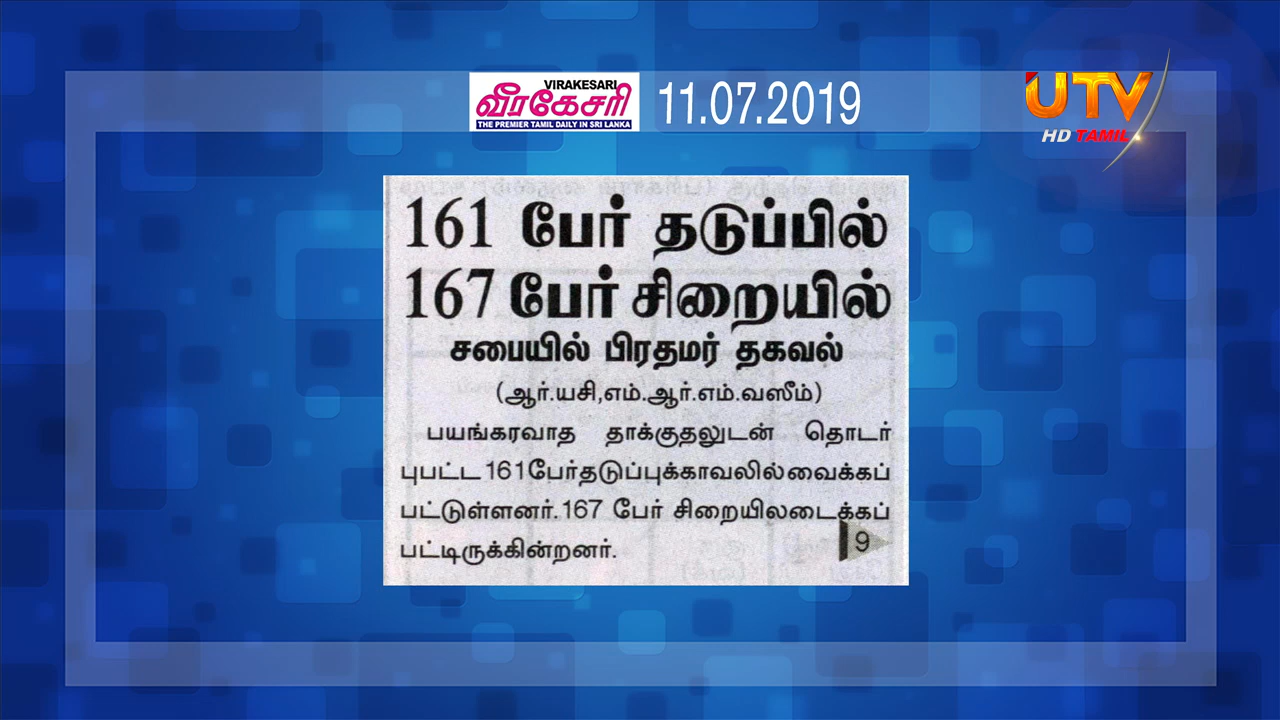 VIRAKESARI
வீரகேசரி
THE PREMIER TAMIL DAILY IN SRI LANKA
11.07.2019
UTV
HD TAMIL
161 பேர் தடுப்பில்
167 பேர் சிறையில்
சபையில் பிரதமர் தகவல்
(ஆர்.யசி,எம்.ஆர்.எம்.வஸீம்)
பயங்கரவாத தாக்குதலுடன் தொடர்
புபட்ட 161பேர்தடுப்புக்காவலில்வைக்கப்
பட்டுள்ளனர்.167 பேர் சிறையிலடைக்கப்
பட்டிருக்கின்றனர்.
9